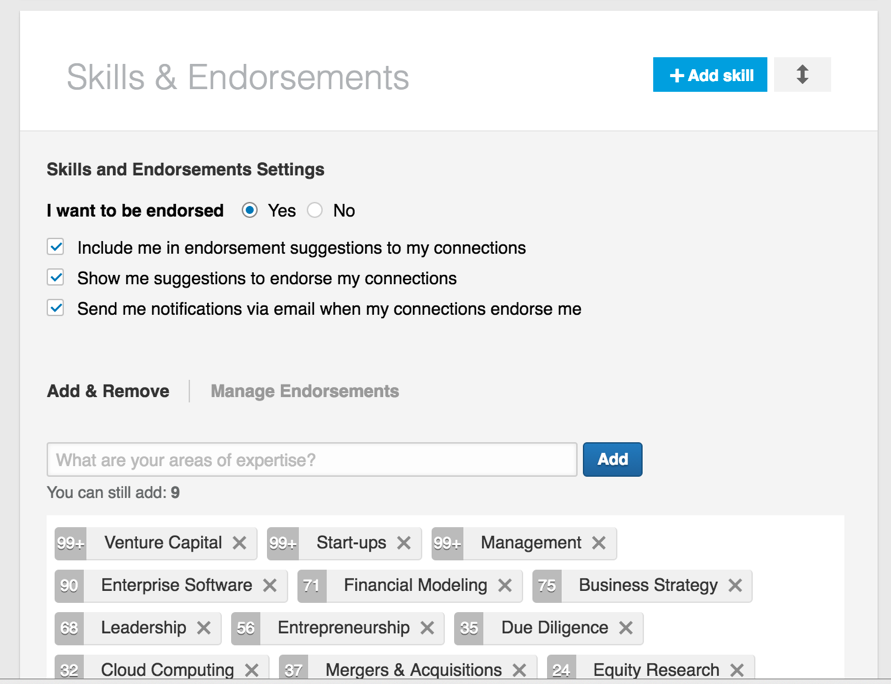 Skills & Endorsements
+ Add skill
Skills and Endorsements Settings
I want to be endorsed Yes No
Include me in endorsement suggestions to my connections
Show me suggestions to endorse my connections
Send me notifications via email when my connections endorse me
Add & Remove Manage Endorsements
What are your areas of expertise? Add
You can still add: 9
99+ Venture Capital × 99+ Start-ups × 99+ Management ×
90 Enterprise Software × 71 Financial Modeling × 75 Business Strategy ×
68 Leadership × 56 Entrepreneurship × 35 Due Diligence ×
32 Cloud Computing × 37 Mergers & Acquisitions × 24 Equity Research ×